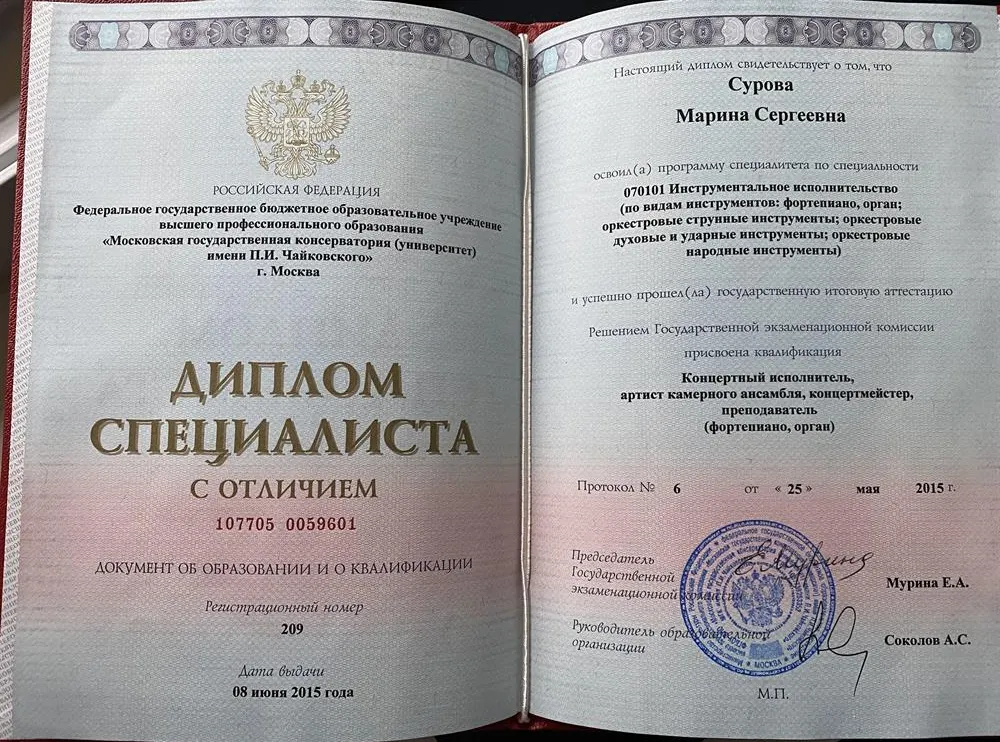 РОССИЙСКАЯ ФЕДЕРАЦИЯ
Федеральное государственное бюджетное образовательное учреждение
высшего профессионального образования
«Московская государственная консерватория (университет)
имени П.И. Чайковского»
г. Москва
ДИПЛОМ
СПЕЦИАЛИСТА
С ОТЛИЧИЕМ
107705 0059601
ДОКУМЕНТ ОБ ОБРАЗОВАНИИ И О КВАЛИФИКАЦИИ
Регистрационный номер
209
Дата выдачи
08 июня 2015 года
Настоящий диплом свидетельствует о том, что
Сурова
Марина Сергеевна
освоил(а) программу специалитета по специальности
070101 Инструментальное исполнительство
(по видам инструментов: фортепиано, орган;
оркестровые струнные инструменты; оркестровые
духовые и ударные инструменты; оркестровые
народные инструменты)
и успешно прошел(ла) государственную итоговую аттестацию
Решением Государственной экзаменационной комиссии
присвоена квалификация
Концертный исполнитель,
артист камерного ансамбля, концертмейстер,
преподаватель
(фортепиано, орган)
Протокол № 6 от « 25 » мая 2015 г.
Председатель
Государственной
экзаменационной комиссии
Мурина Е.А.
Руководитель образовательной
организации
Соколов А.С.
МОСКВА
М.П.